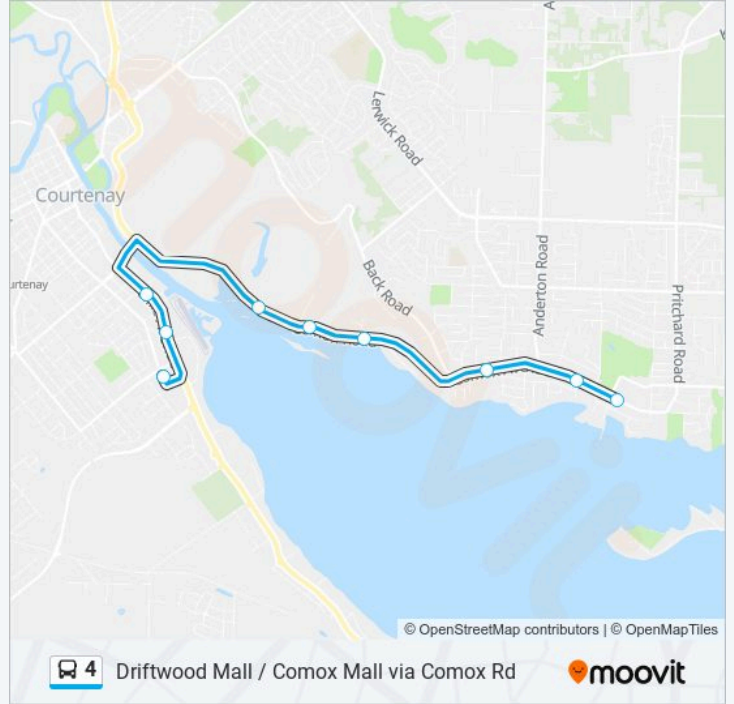 Lerwick Road
Courtenay
Anderton Road
Back Road
Pritchard Road
urtenay
© OpenStreetMap contributors | © OpenMapTiles
4 Driftwood Mall / Comox Mall via Comox Rd
moovit